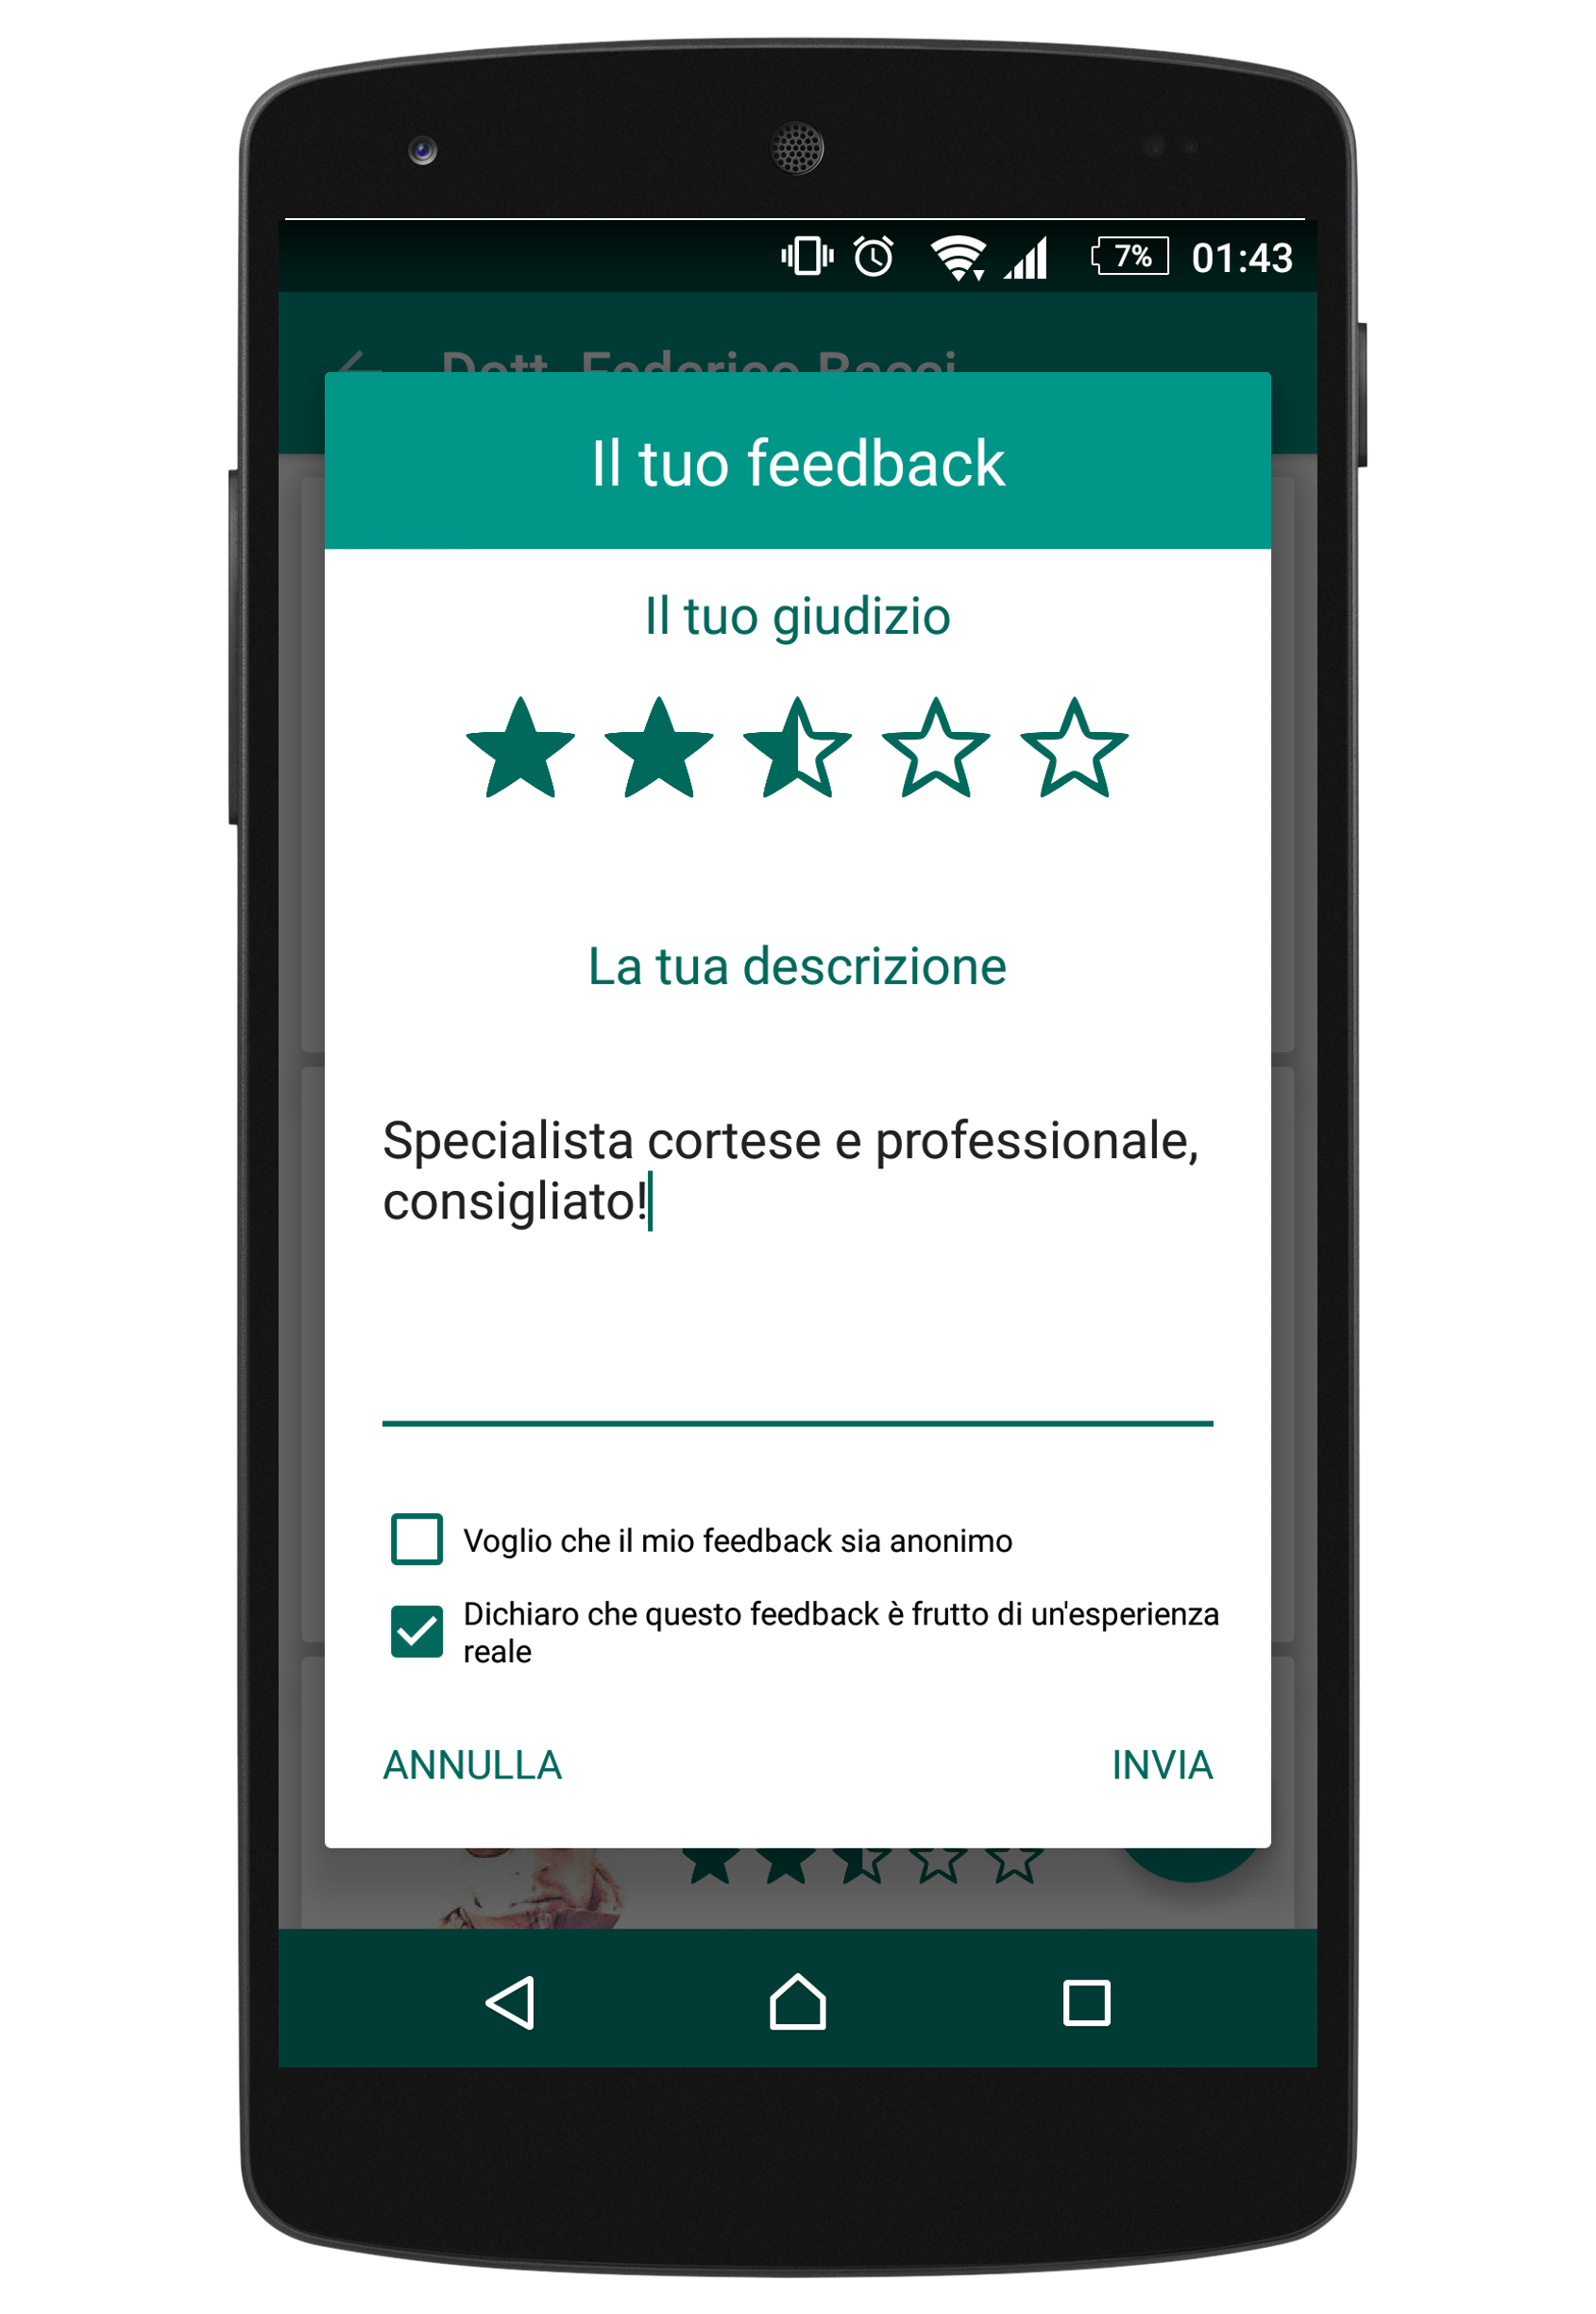 7% 01:43
Dott. Federico Bacci
Il tuo feedback
Il tuo giudizio
La tua descrizione
Specialista cortese e professionale,
consigliato!
Voglio che il mio feedback sia anonimo
Dichiaro che questo feedback è frutto di un'esperienza
reale
ANNULLA INVIA